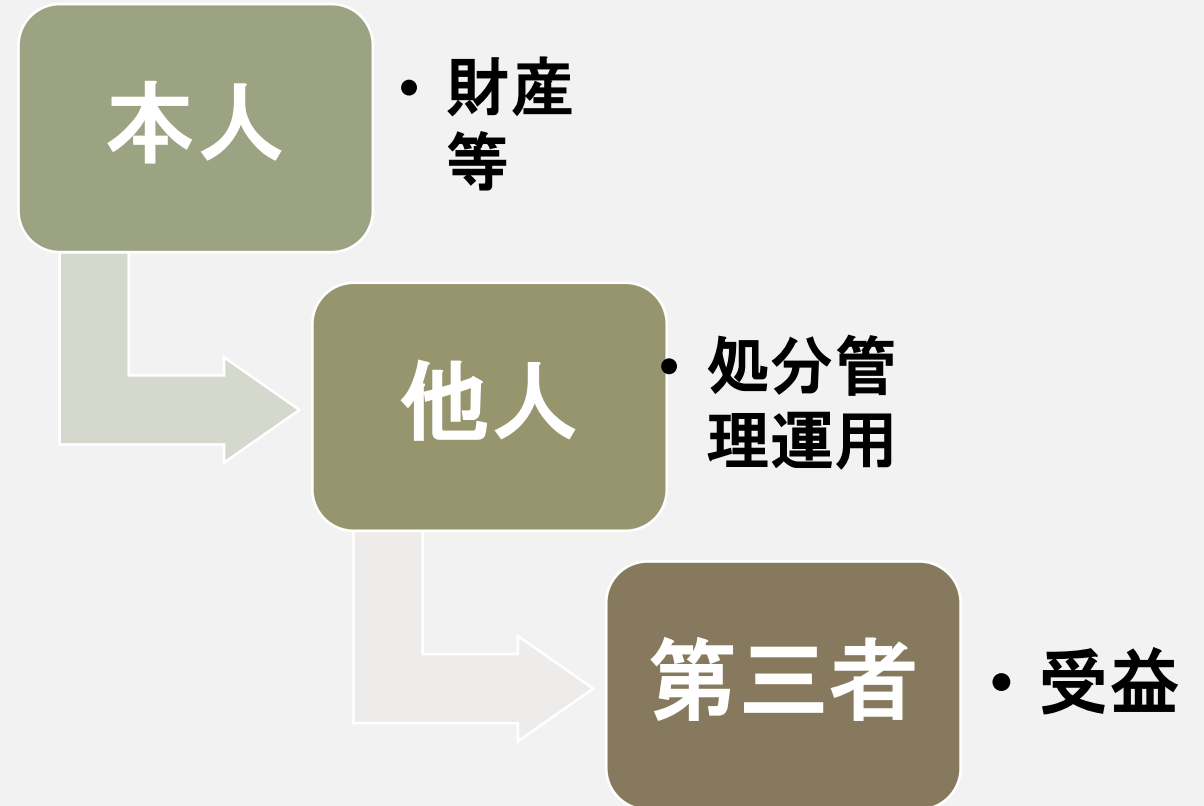 本人
• 財産
等
他人
• 処分管
理運用
第三者
• 受益